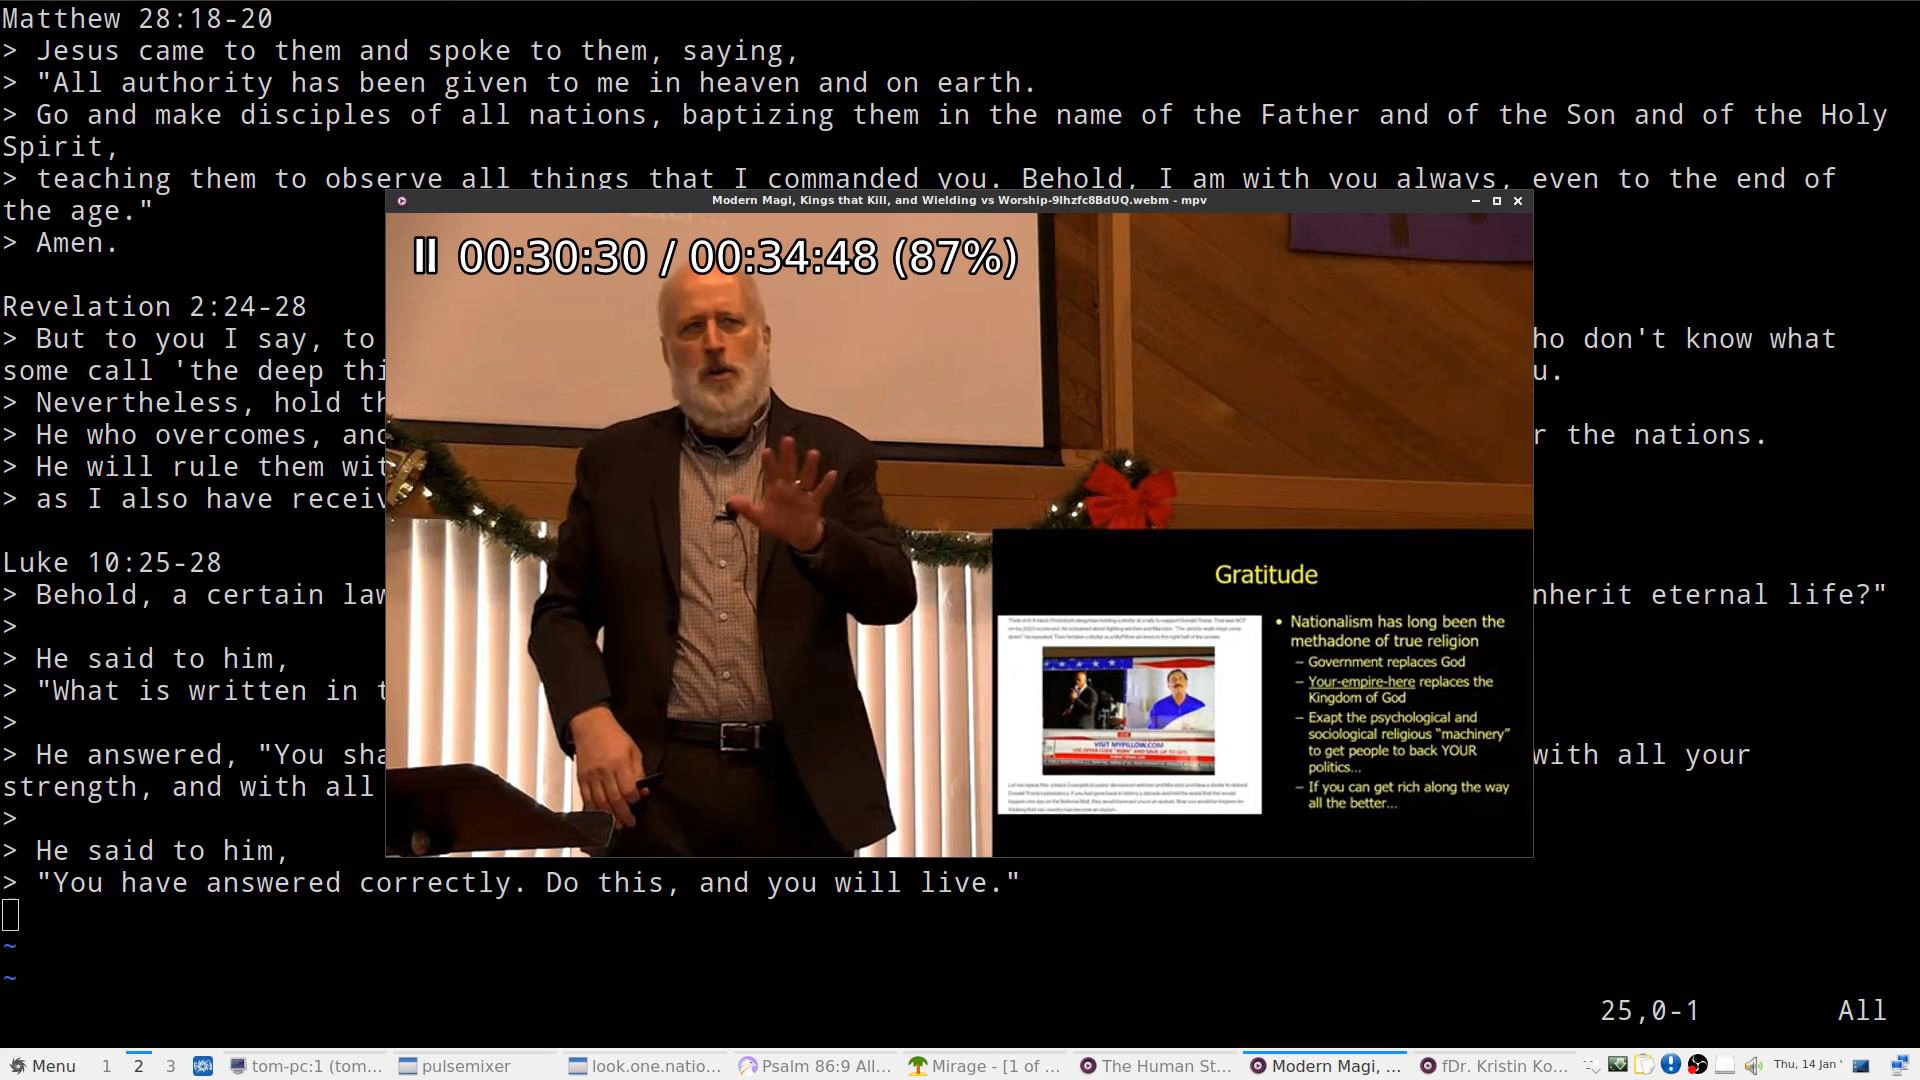 Matthew 28:18-20
> Jesus came to them and spoke to them, saying,
> "All authority has been given to me in heaven and on earth.
> Go and make disciples of all nations, baptizing them in the name of the Father and of the Son and of the Holy
Spirit,
> teaching them to observe all things that I commanded you. Behold, I am with you always, even to the end of
the age."
> Amen.
Modern Magi, Kings that Kill, and Wielding vs Worship-9lhzfc8BdUQ.webm - mpv
00:30:30 / 00:34:48 (87%)
Revelation 2:24-28
> But to you I say, to ho don't know what
some call 'the deep thi u.
> Nevertheless, hold th
> He who overcomes, and r the nations.
> He will rule them wit
> as I also have receiv
Luke 10:25-28
> Behold, a certain law nherit eternal life?"
>
> He said to him,
> "What is written in t
>
> He answered, "You sha with all your
strength, and with all
>
> He said to him,
> "You have answered correctly. Do this, and you will live."
~
~
Gratitude
• Nationalism has long been the
methadone of true religion
– Government replaces God
– Your-empire-here replaces the
Kingdom of God
– Exapt the psychological and
sociological religious "machinery"
to get people to back YOUR
politics...
– If you can get rich along the way
all the better...
VISIT MYPILLOW.COM
25,0-1 All
Menu 1 2 3 tom-pc:1 (tom... pulsemixer look.one.natio... Psalm 86:9 All... Mirage - [1 of ... The Human St... Modern Magi, ... fDr. Kristin Ko... Thu, 14 Jan '